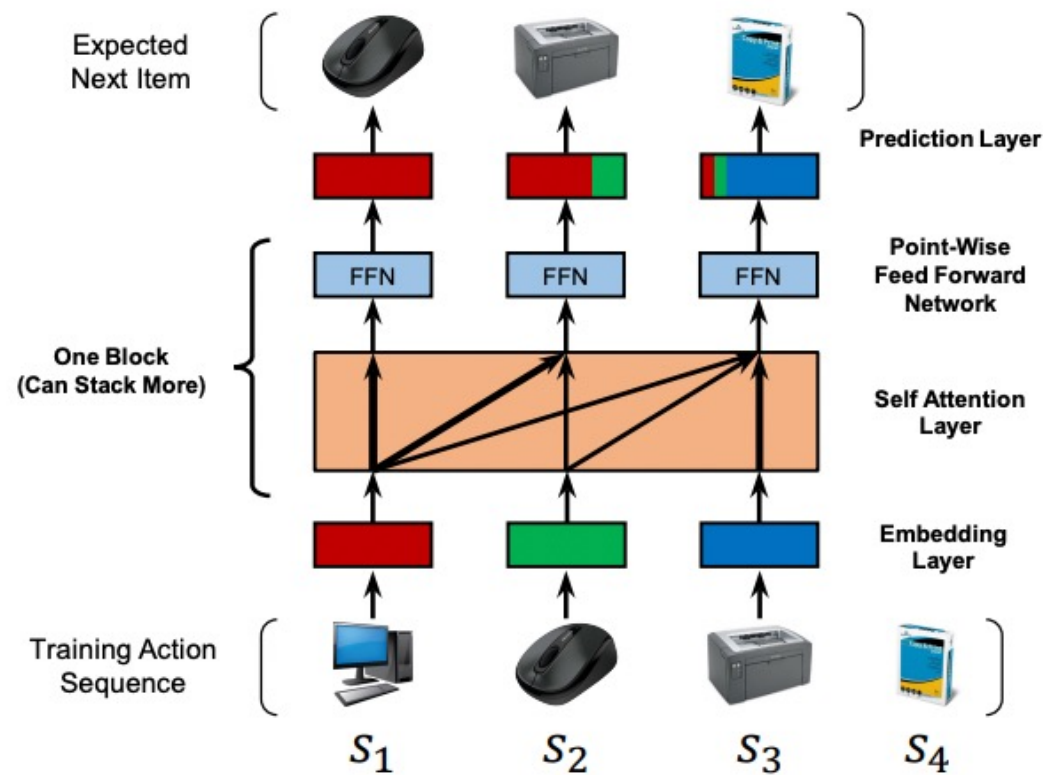 Expected
Next Item
Prediction Layer
FFN
FFN
FFN
Point-Wise
Feed Forward
Network
One Block
(Can Stack More)
Self Attention
Layer
Embedding
Layer
Training Action
Sequence
S1
S2
S3
S4